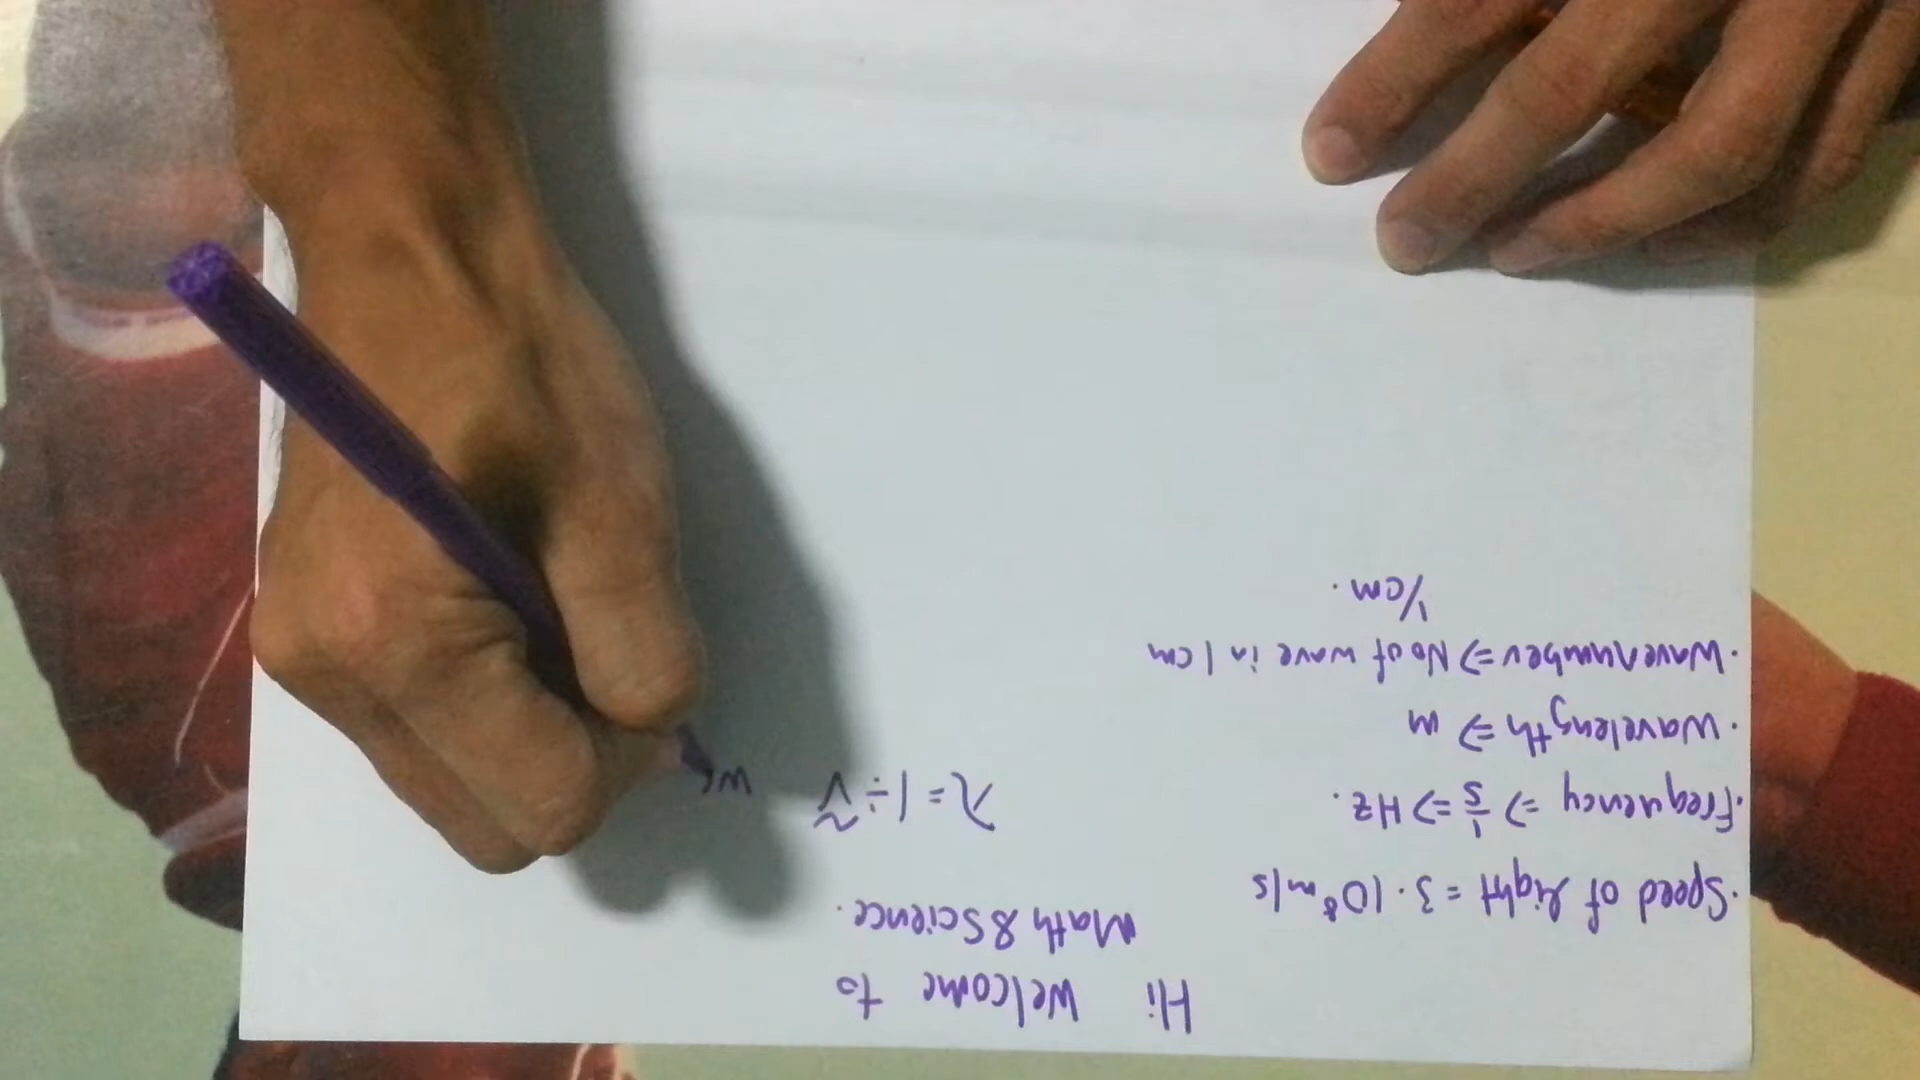 Hi Welcome to
Math & Science.
• Speed of light = 3 · 10⁸ m/s
• Frequency => 1/s => Hz.
• Wavelength => m
• Wavenumber => No of wave in 1 cm
1/cm.
λ = 1 ÷ ṽ